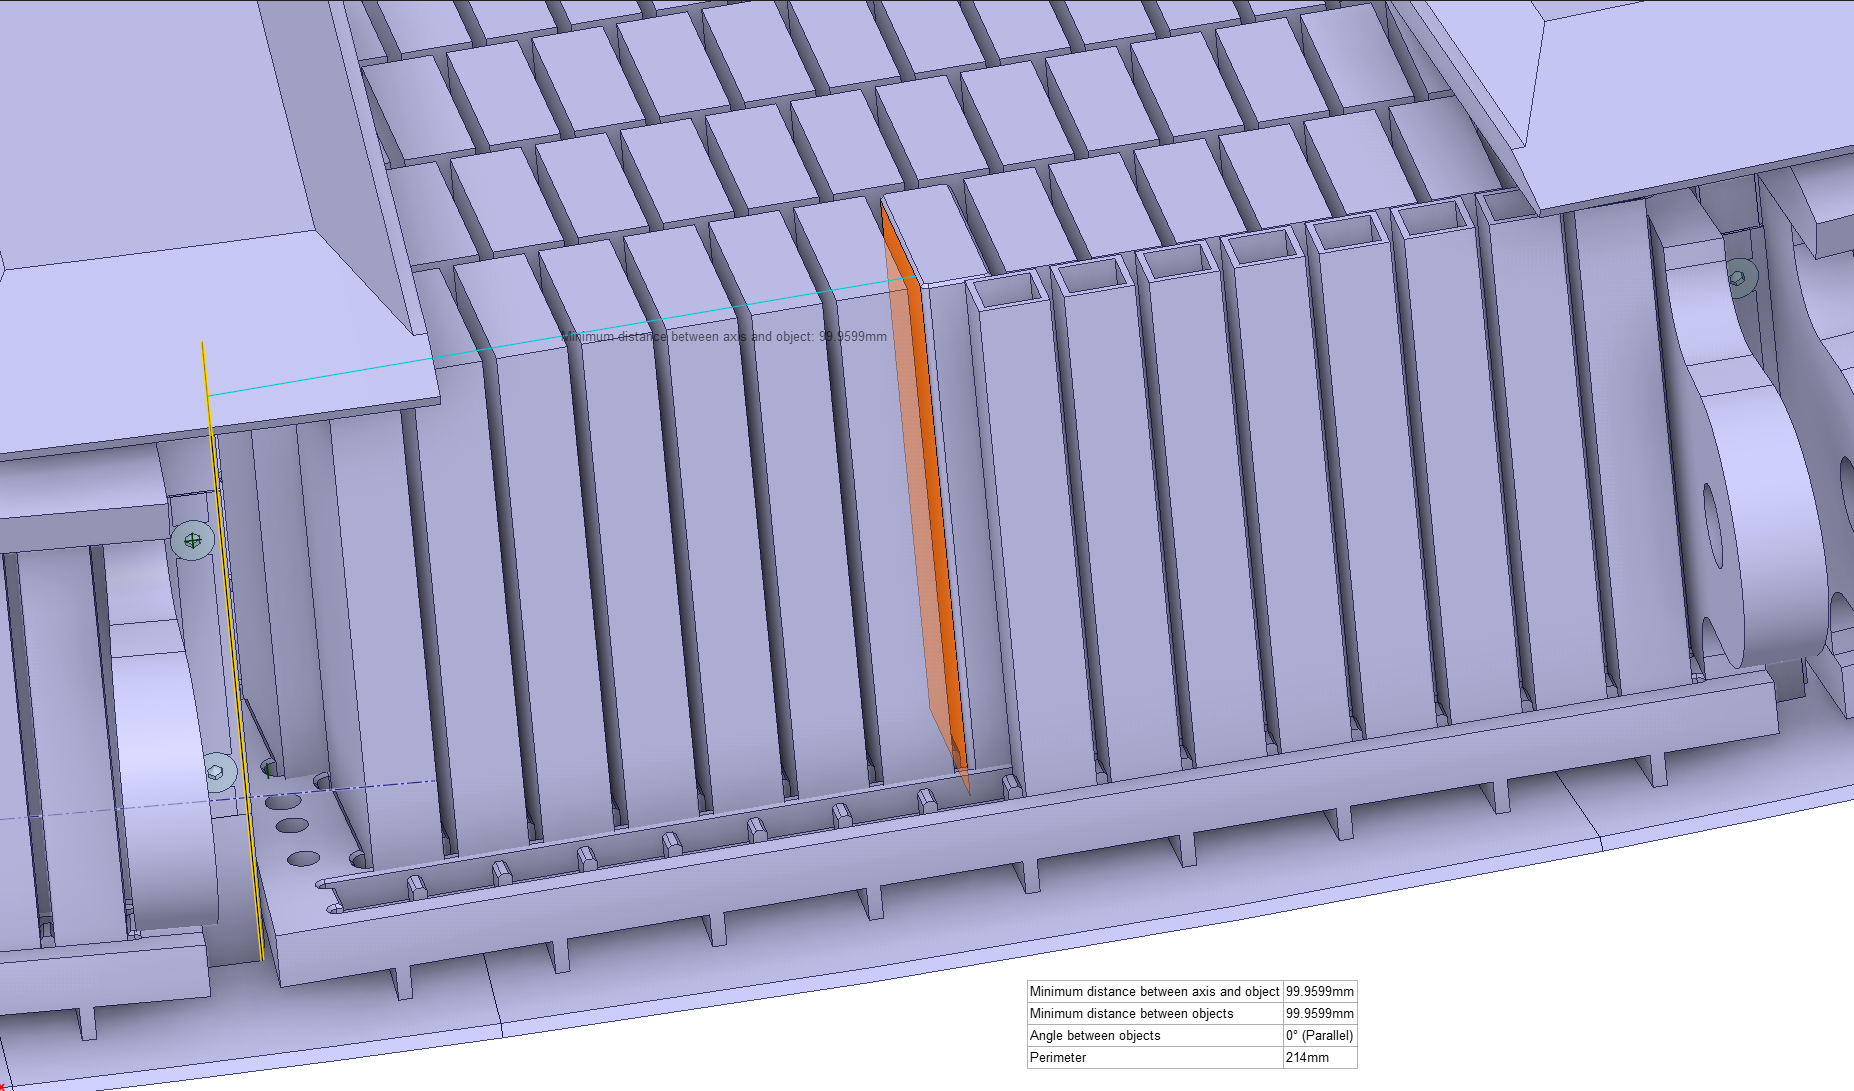 Minimum distance between axis and object: 99.9599mm
Minimum distance between axis and object 99.9599mm
Minimum distance between objects 99.9599mm
Angle between objects 0° (Parallel)
Perimeter 214mm